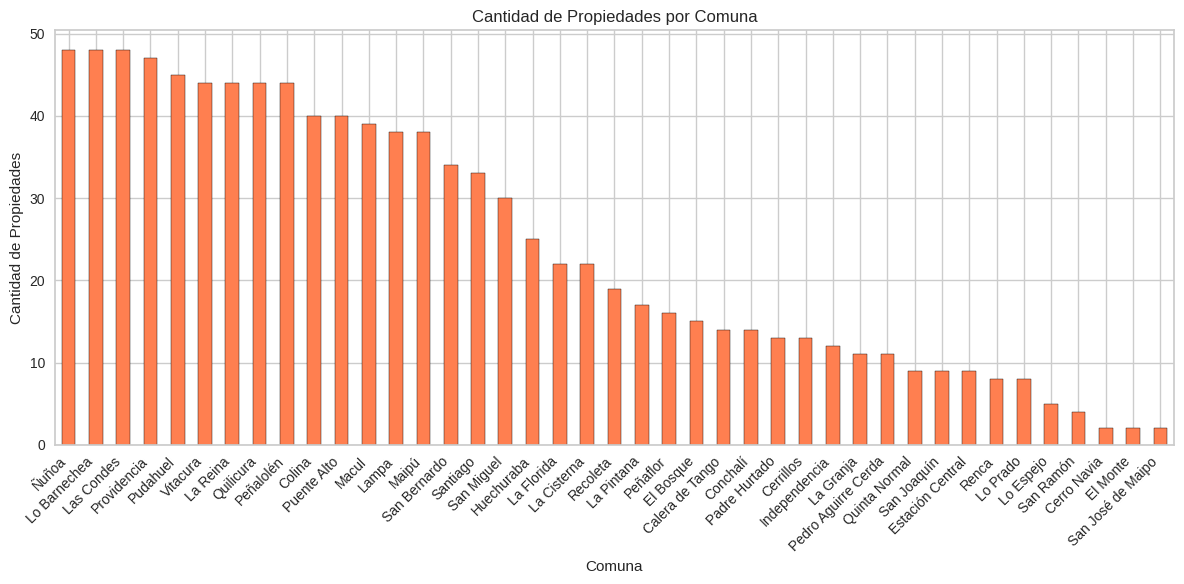 Cantidad de Propiedades por Comuna
Cantidad de Propiedades
50
40
30
20
10
0
Ñuñoa
Lo Barnechea
Las Condes
Providencia
Pudahuel
Vitacura
La Reina
Quilicura
Peñalolén
Colina
Puente Alto
Macul
Lampa
Maipú
San Bernardo
Santiago
San Miguel
Huechuraba
La Florida
La Cisterna
Recoleta
La Pintana
Peñaflor
El Bosque
Calera de Tango
Conchalí
Padre Hurtado
Cerrillos
Independencia
La Granja
Pedro Aguirre Cerda
Quinta Normal
San Joaquín
Estación Central
Renca
Lo Prado
Lo Espejo
San Ramón
Cerro Navia
El Monte
San José de Maipo
Comuna